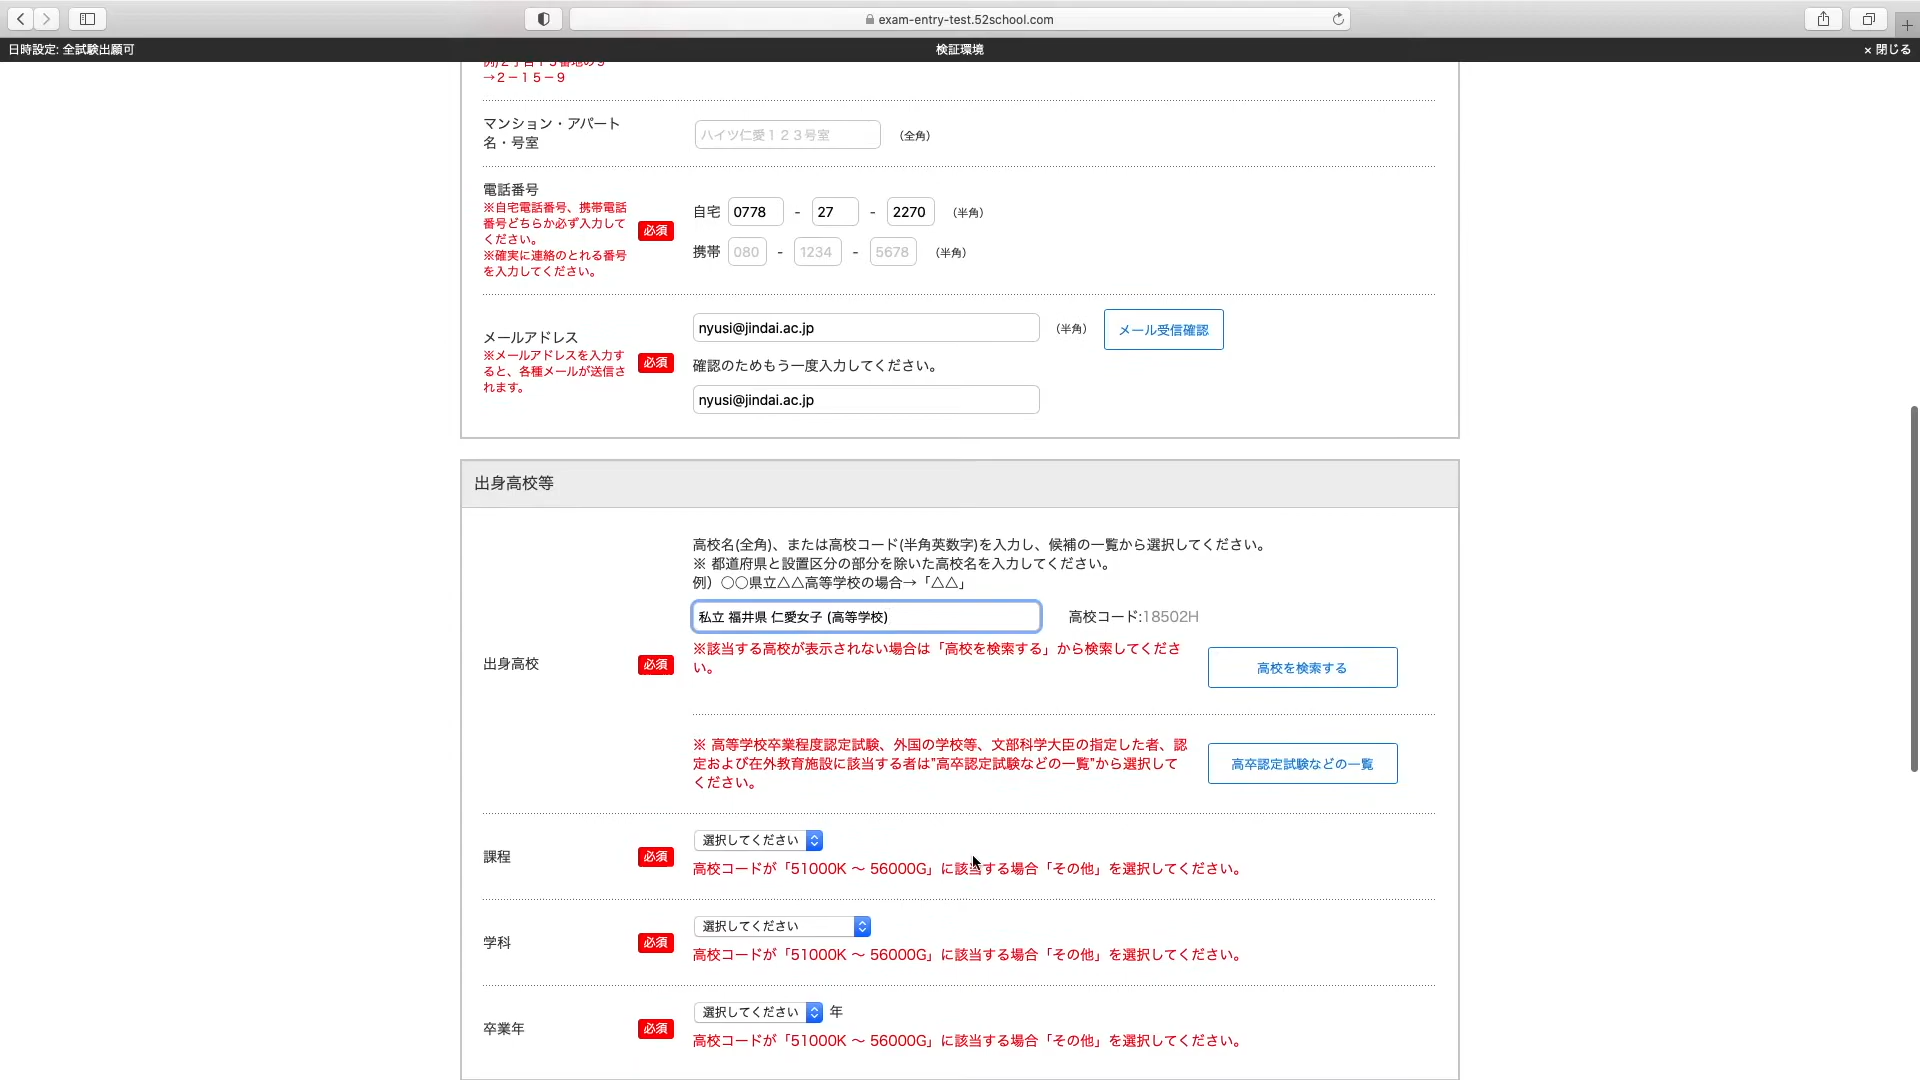 exam-entry-test.52school.com
日時設定: 全試験出願可
検証環境
× 閉じる
→２－１５－９
マンション・アパート
名・号室
ハイツ仁愛１２３号室
(全角)
電話番号
※自宅電話番号、携帯電話
番号どちらか必ず入力して
ください。
※確実に連絡のとれる番号
を入力してください。
必須
自宅 0778 - 27 - 2270 (半角)
携帯 080 - 1234 - 5678 (半角)
メールアドレス
※メールアドレスを入力す
ると、各種メールが送信さ
れます。
必須
nyusi@jindai.ac.jp (半角) メール受信確認
確認のためもう一度入力してください。
nyusi@jindai.ac.jp
出身高校等
高校名(全角)、または高校コード(半角英数字)を入力し、候補の一覧から選択してください。
※ 都道府県と設置区分の部分を除いた高校名を入力してください。
例）○○県立△△高等学校の場合→「△△」
私立 福井県 仁愛女子 (高等学校)
高校コード:18502H
出身高校
必須
※該当する高校が表示されない場合は「高校を検索する」から検索してくださ
い。
高校を検索する
※ 高等学校卒業程度認定試験、外国の学校等、文部科学大臣の指定した者、認
定および在外教育施設に該当する者は"高卒認定試験などの一覧"から選択して
ください。
高卒認定試験などの一覧
課程
必須
選択してください
高校コードが「51000K ～ 56000G」に該当する場合「その他」を選択してください。
学科
必須
選択してください
高校コードが「51000K ～ 56000G」に該当する場合「その他」を選択してください。
卒業年
必須
選択してください 年
高校コードが「51000K ～ 56000G」に該当する場合「その他」を選択してください。